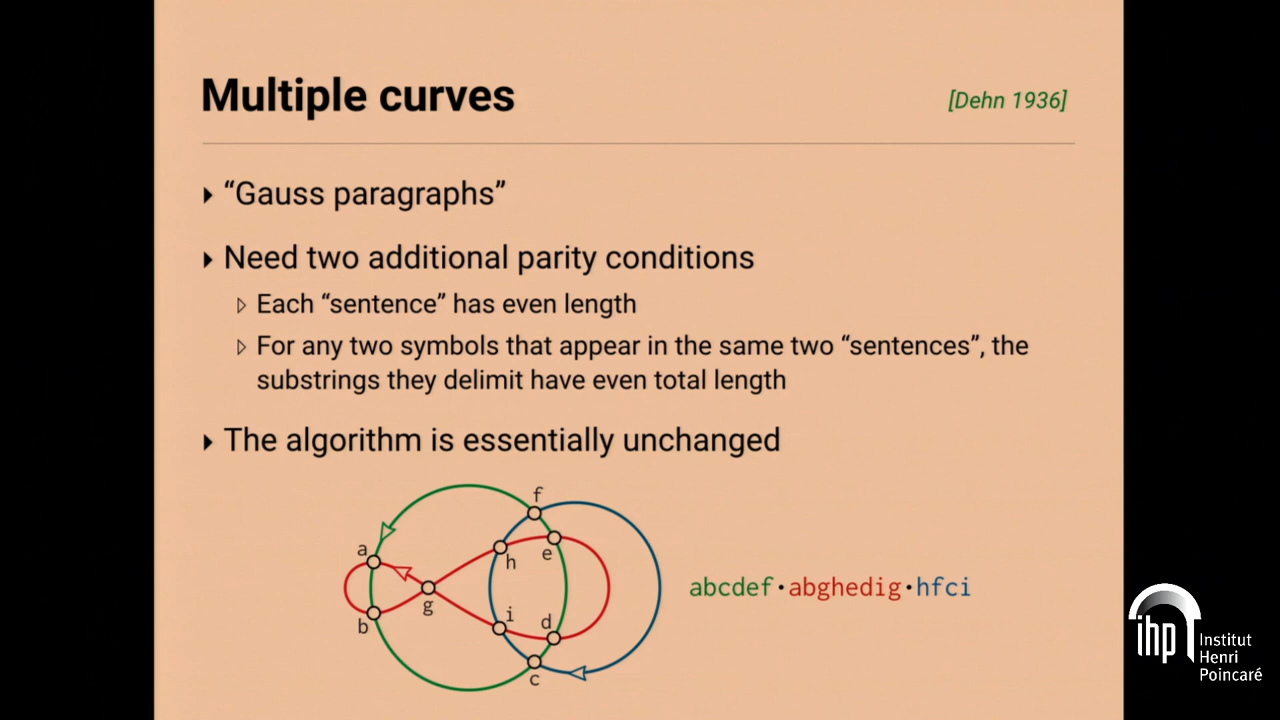 Multiple curves
[Dehn 1936]
“Gauss paragraphs”
Need two additional parity conditions
Each “sentence” has even length
For any two symbols that appear in the same two “sentences”, the
substrings they delimit have even total length
The algorithm is essentially unchanged
f
a
h
e
g
i
d
b
c
abcdef·abghedig·hfci
ihp
Institut
Henri
Poincaré